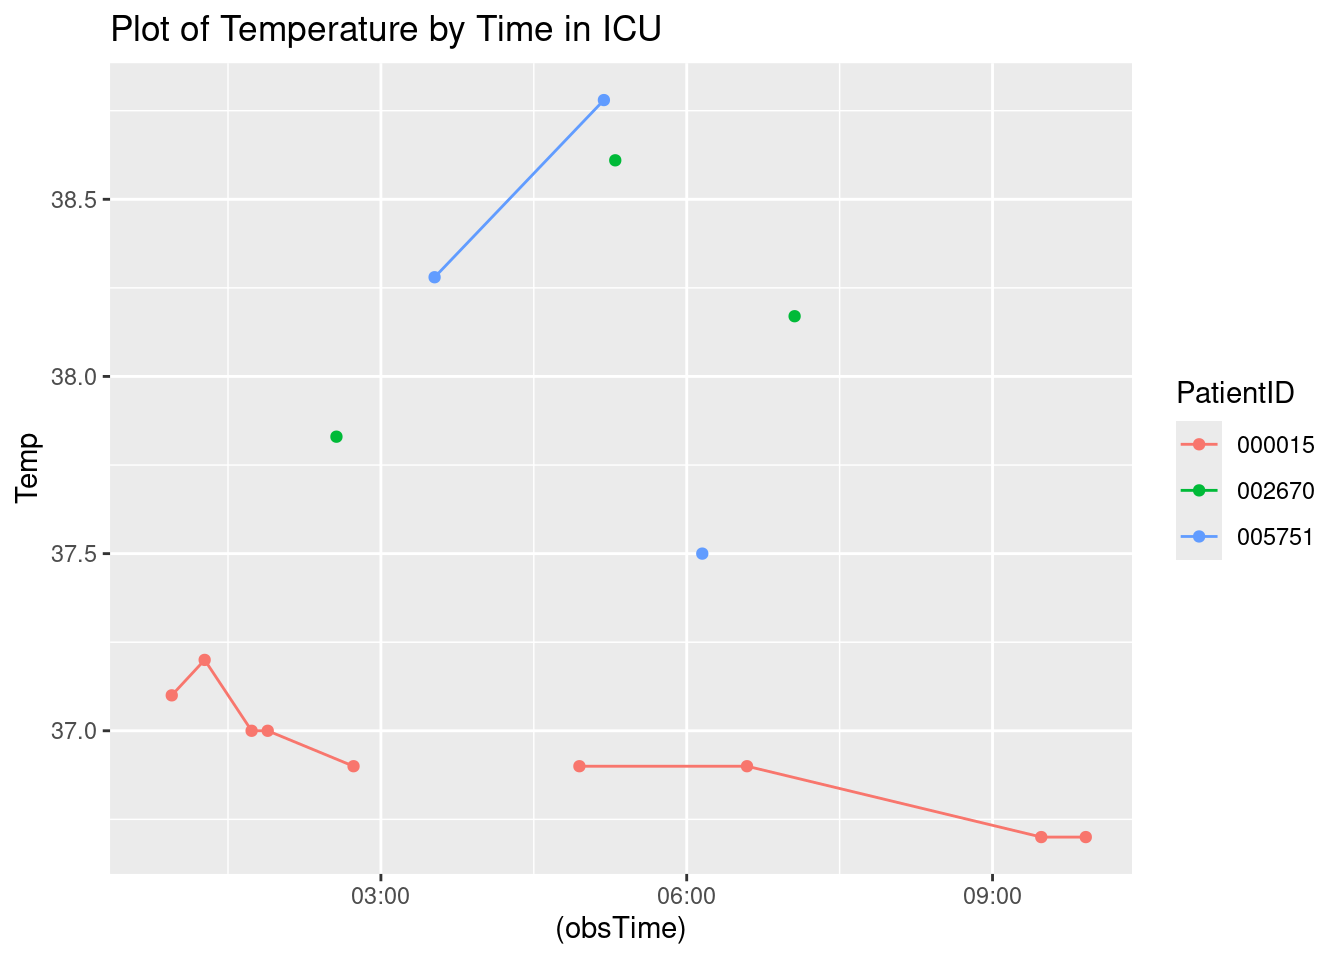 Plot of Temperature by Time in ICU
38.5
38.0
37.5
37.0
Temp
03:00 06:00 09:00
(obsTime)
PatientID
000015
002670
005751